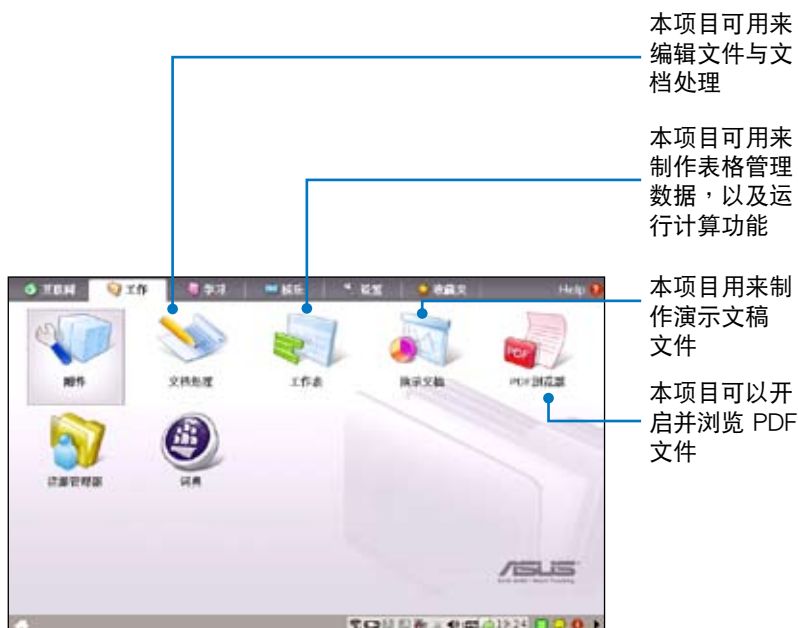 本项目可用来
编辑文件与文
档处理
本项目可用来
制作表格管理
数据，以及运
行计算功能
本项目用来制
作演示文稿
文件
本项目可以开
启并浏览 PDF
文件
互联网 工作 学习 娱乐 设置 收藏夹 Help
附件 文档处理 工作表 演示文稿 PDF浏览器
PDF
资源管理器 词典
ASUS
19:24